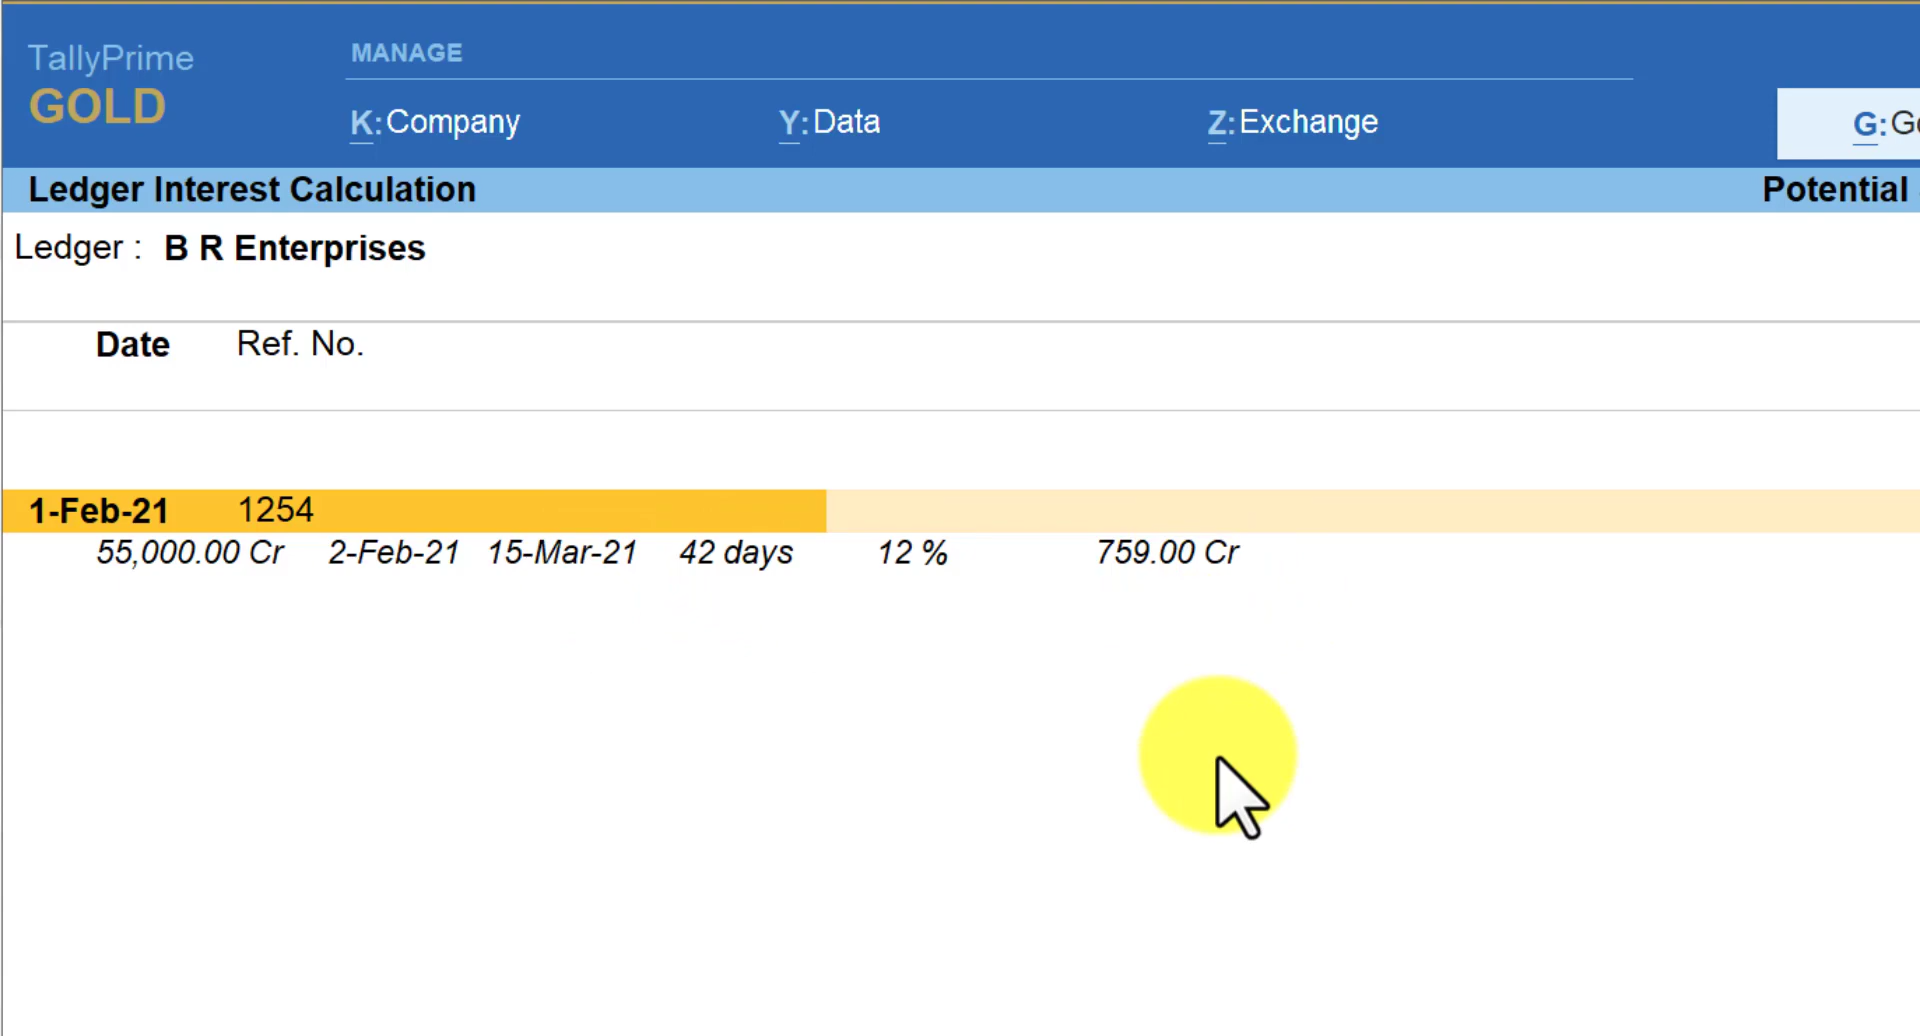 TallyPrime
GOLD
MANAGE
K:Company Y:Data Z:Exchange G:G
Ledger Interest Calculation Potential
Ledger : B R Enterprises
Date Ref. No.
1-Feb-21 1254
55,000.00 Cr 2-Feb-21 15-Mar-21 42 days 12 % 759.00 Cr